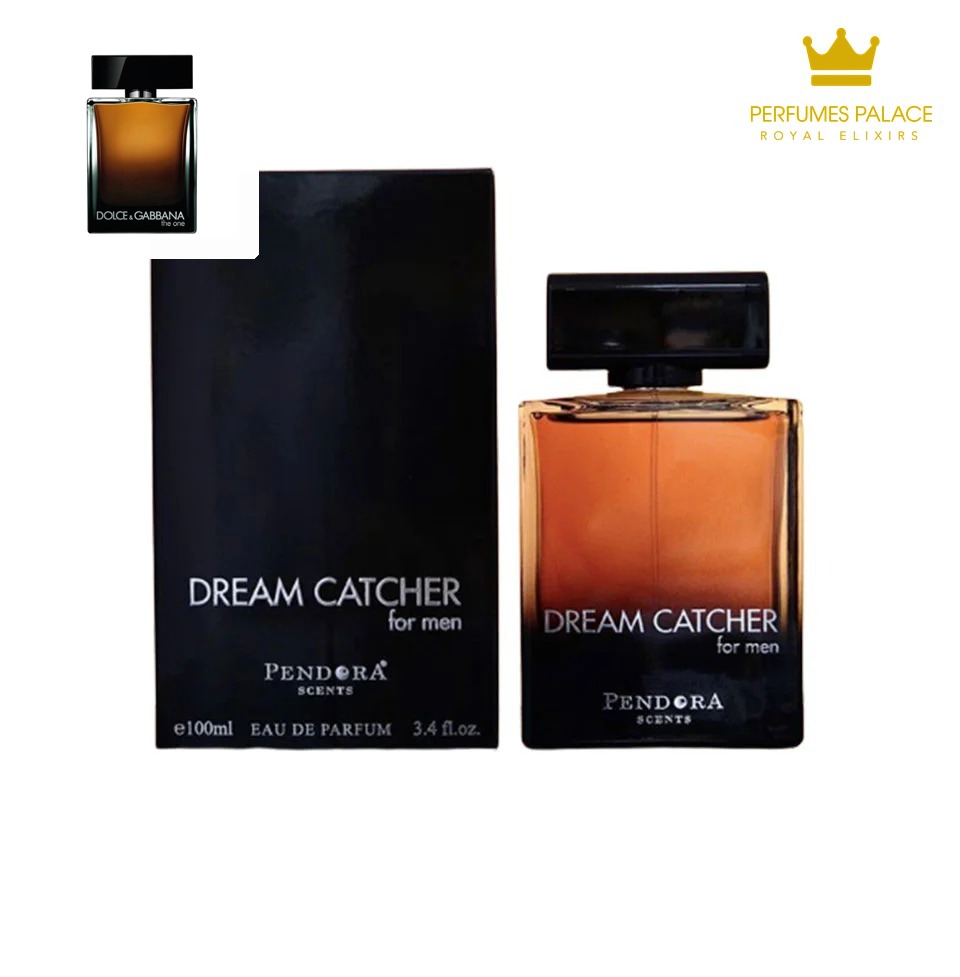 DOLCE & GABBANA
the one
PERFUMES PALACE
ROYAL ELIXIRS
DREAM CATCHER
for men
PENDORA
SCENTS
e100ml EAU DE PARFUM 3.4 fl.oz.
DREAM CATCHER
for men
PENDORA
SCENTS